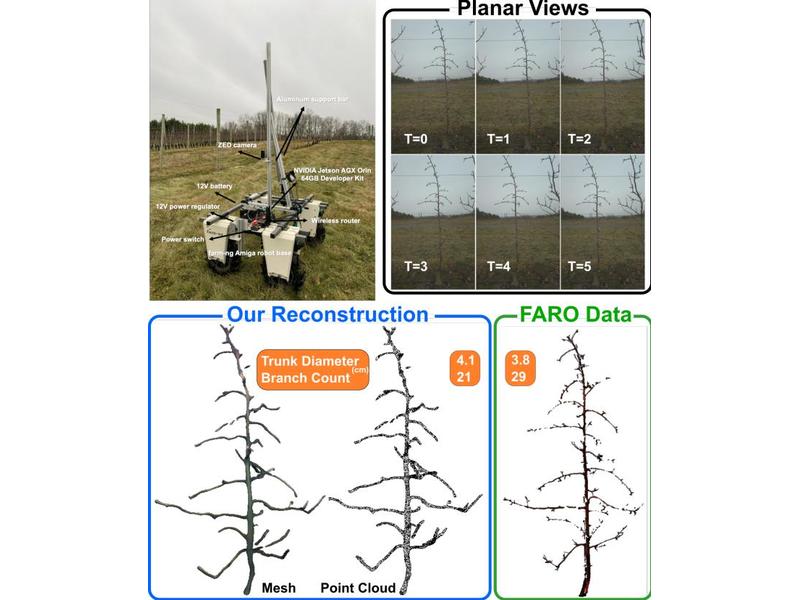 Planar Views
Aluminum support bar
ZED camera
NVIDIA Jetson AGX Orin
64GB Developer Kit
12V battery
12V power regulator
Wireless router
Power switch
farm-ng Amiga robot base
T=0
T=1
T=2
T=3
T=4
T=5
Our Reconstruction
FARO Data
Trunk Diameter
Branch Count
(cm)
4.1
21
3.8
29
Mesh
Point Cloud